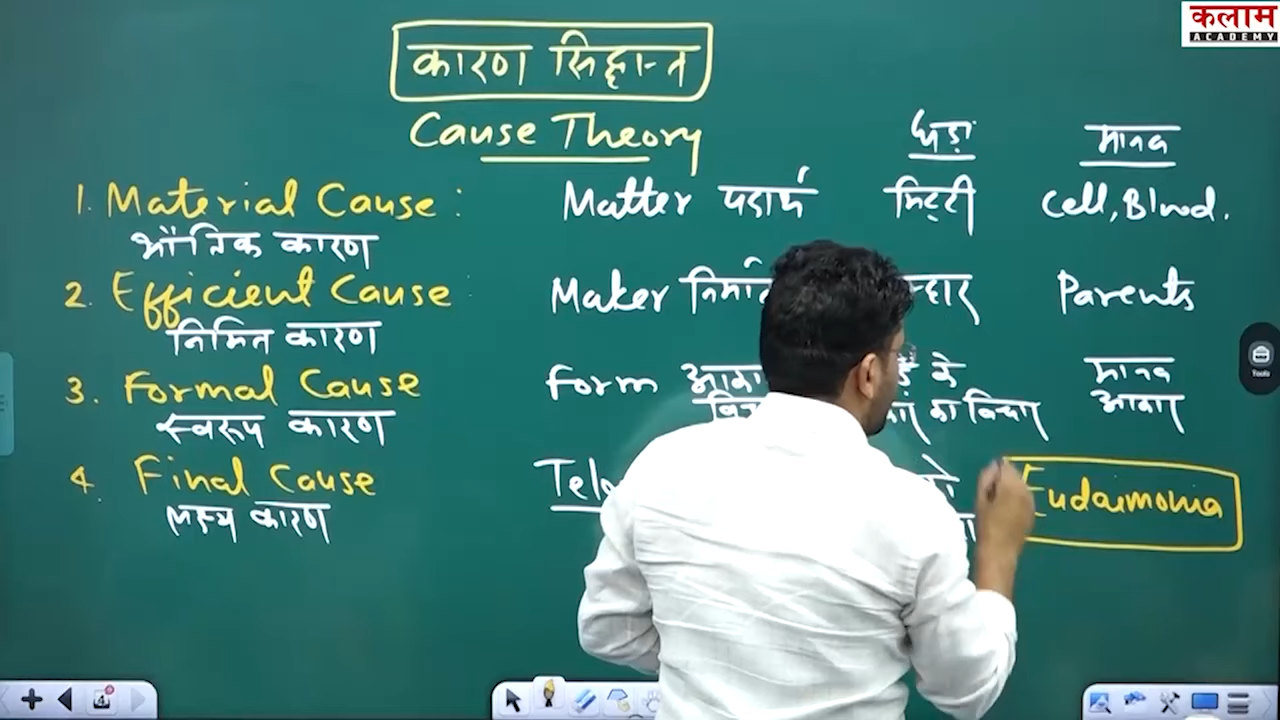 कलाम
ACADEMY
कारण सिद्धान्त
Cause Theory
घड़ा मानव
1. Material Cause : Matter पदार्थ मिट्टी Cell, Blood.
भौतिक कारण
2. Efficient Cause Maker Parents
निमित्त कारण
3. Formal Cause Form मानव
स्वरूप कारण का विचार आकार
4. Final Cause Eudaimonia
लक्ष्य कारण
Tools